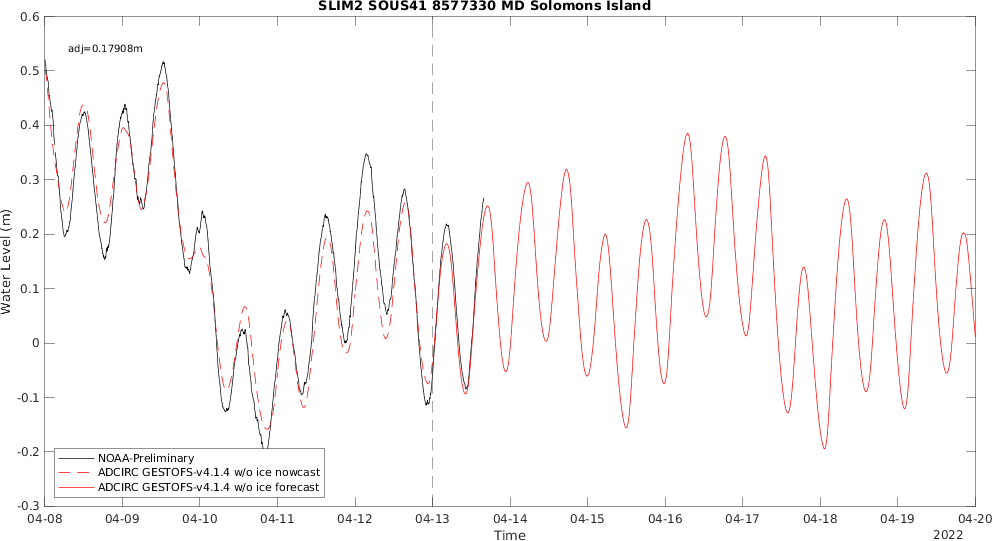 SLIM2 SOUS41 8577330 MD Solomons Island
adj=0.17908m
Water Level (m)
0.6
0.5
0.4
0.3
0.2
0.1
0
-0.1
-0.2
-0.3
NOAA-Preliminary
ADCIRC GESTOFS-v4.1.4 w/o ice nowcast
ADCIRC GESTOFS-v4.1.4 w/o ice forecast
04-08 04-09 04-10 04-11 04-12 04-13 04-14 04-15 04-16 04-17 04-18 04-19 04-20
Time
2022